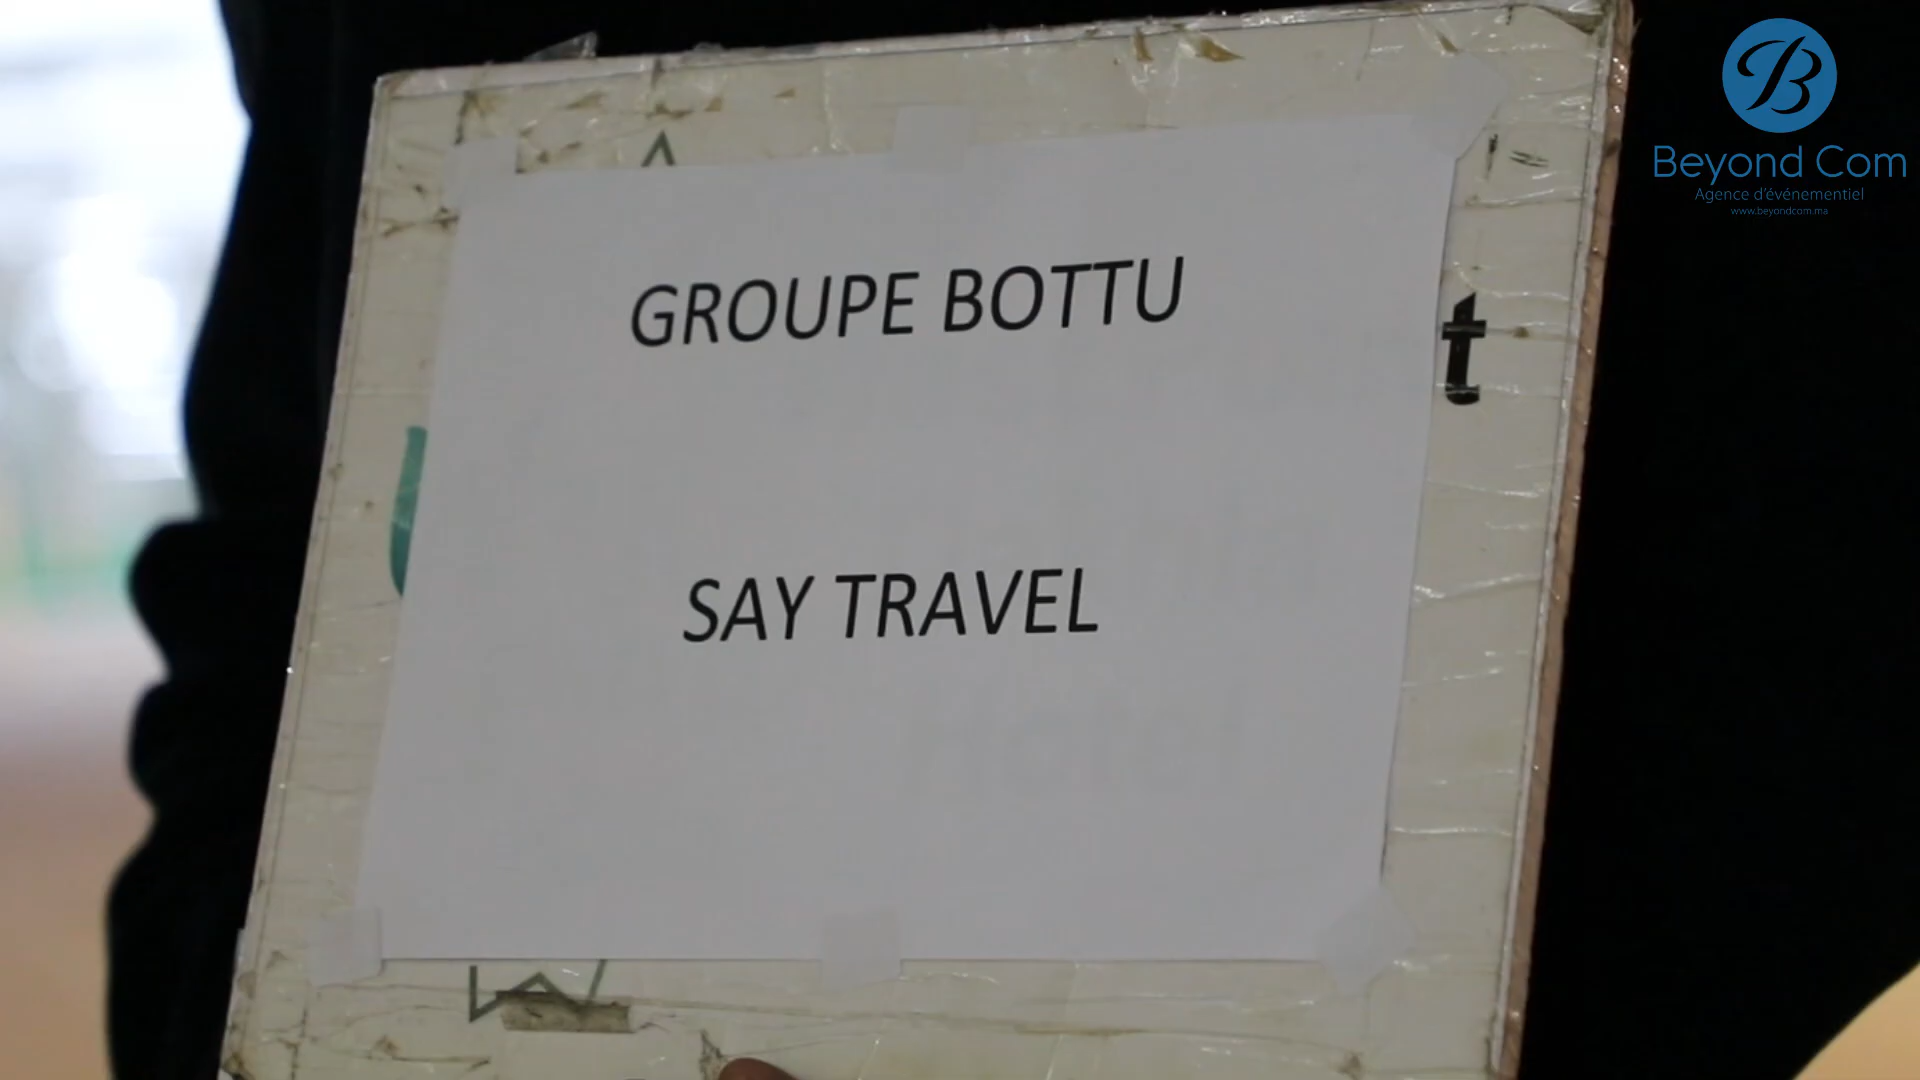 GROUPE BOTTU
SAY TRAVEL
t
B
Beyond Com
Agence d'événementiel
www.beyondcom.ma